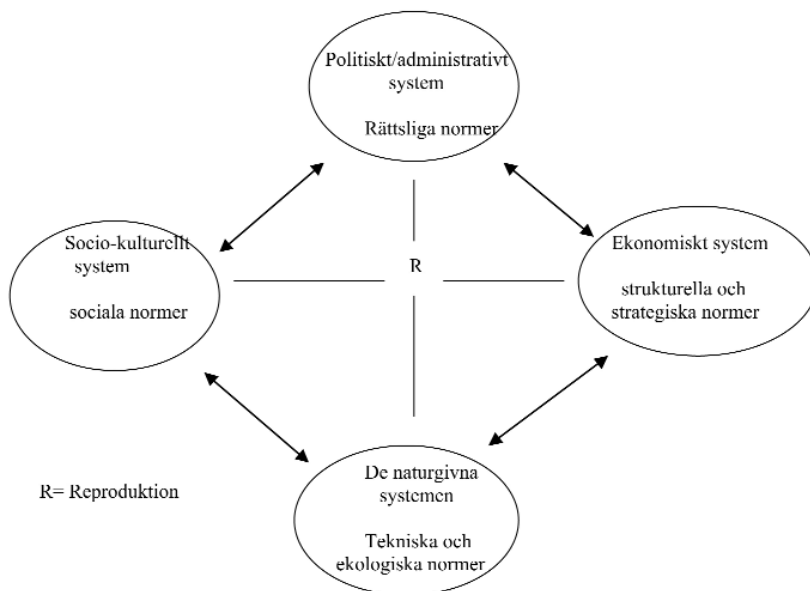 Politiskt/administrativt
system
Rättsliga normer
Socio-kulturellt
system
sociala normer
R
Ekonomiskt system
strukturella och
strategiska normer
R= Reproduktion
De naturgivna
systemen
Tekniska och
ekologiska normer